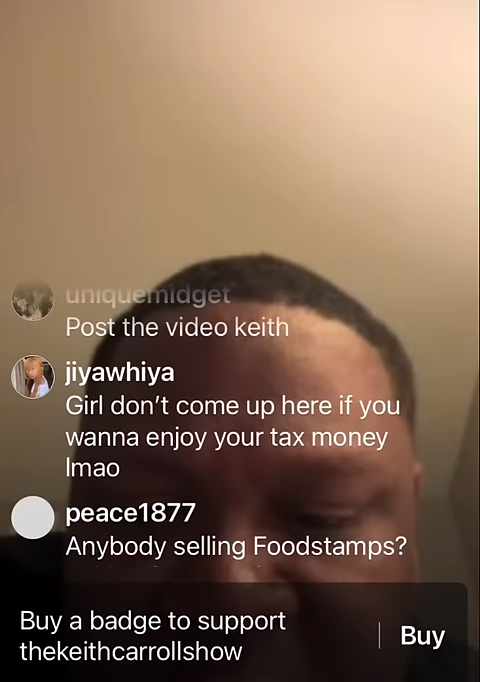 uniquemidget
Post the video keith
jiyawhiya
Girl don’t come up here if you
wanna enjoy your tax money
lmao
peace1877
Anybody selling Foodstamps?
Buy a badge to support
thekeithcarrollshow
Buy